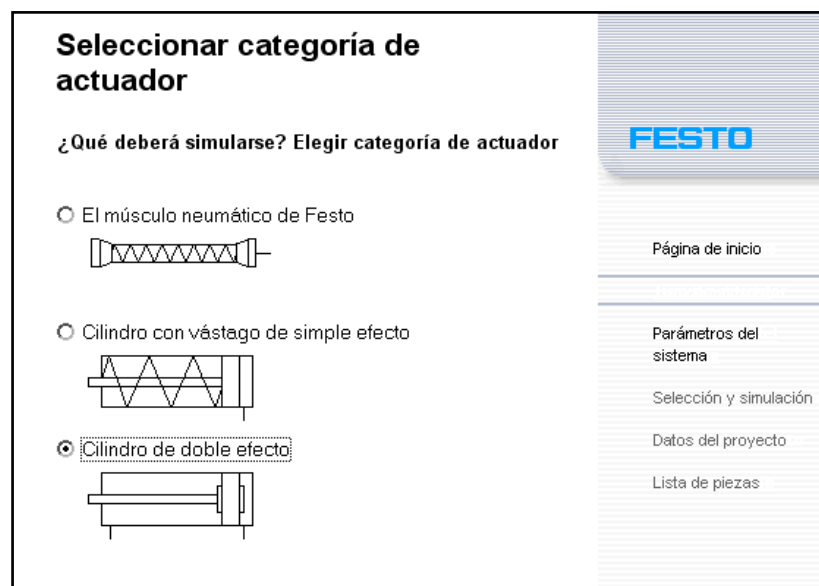 Seleccionar categoría de
actuador
¿Qué deberá simularse? Elegir categoría de actuador
El músculo neumático de Festo
Cilindro con vástago de simple efecto
Cilindro de doble efecto
FESTO
Página de inicio
Parámetros del
sistema
Selección y simulación
Datos del proyecto
Lista de piezas